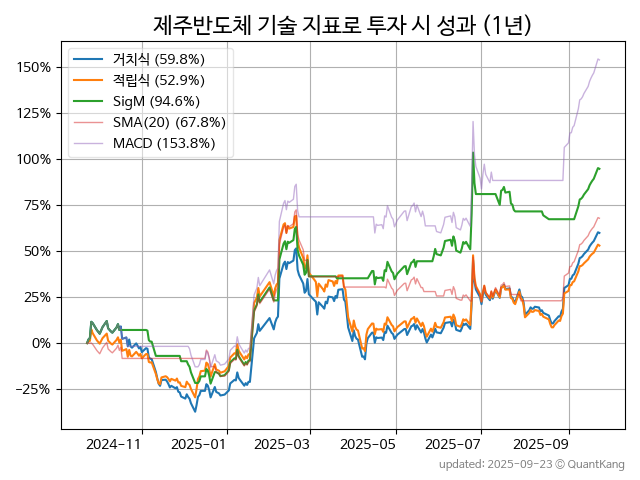 제주반도체 기술 지표로 투자 시 성과 (1년)
거치식 (59.8%)
적립식 (52.9%)
SigM (94.6%)
SMA(20) (67.8%)
MACD (153.8%)
150%
125%
100%
75%
50%
25%
0%
−25%
2024-11 2025-01 2025-03 2025-05 2025-07 2025-09
updated: 2025-09-23 © QuantKang